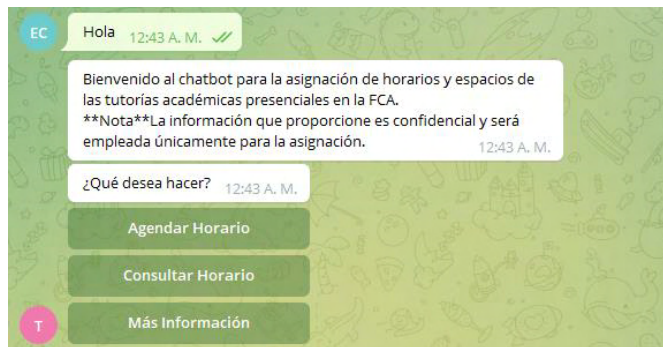 EC
Hola 12:43 A. M.
Bienvenido al chatbot para la asignación de horarios y espacios de
las tutorías académicas presenciales en la FCA.
**Nota**La información que proporcione es confidencial y será
empleada únicamente para la asignación. 12:43 A. M.
¿Qué desea hacer? 12:43 A. M.
Agendar Horario
Consultar Horario
Más Información
T